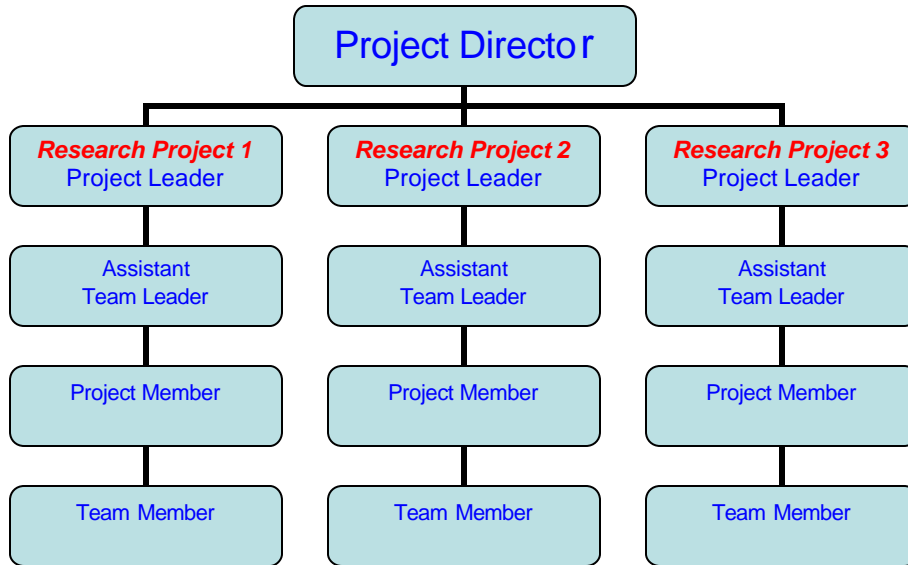 Project Director
Research Project 1
Project Leader
Assistant
Team Leader
Project Member
Team Member
Research Project 2
Project Leader
Assistant
Team Leader
Project Member
Team Member
Research Project 3
Project Leader
Assistant
Team Leader
Project Member
Team Member